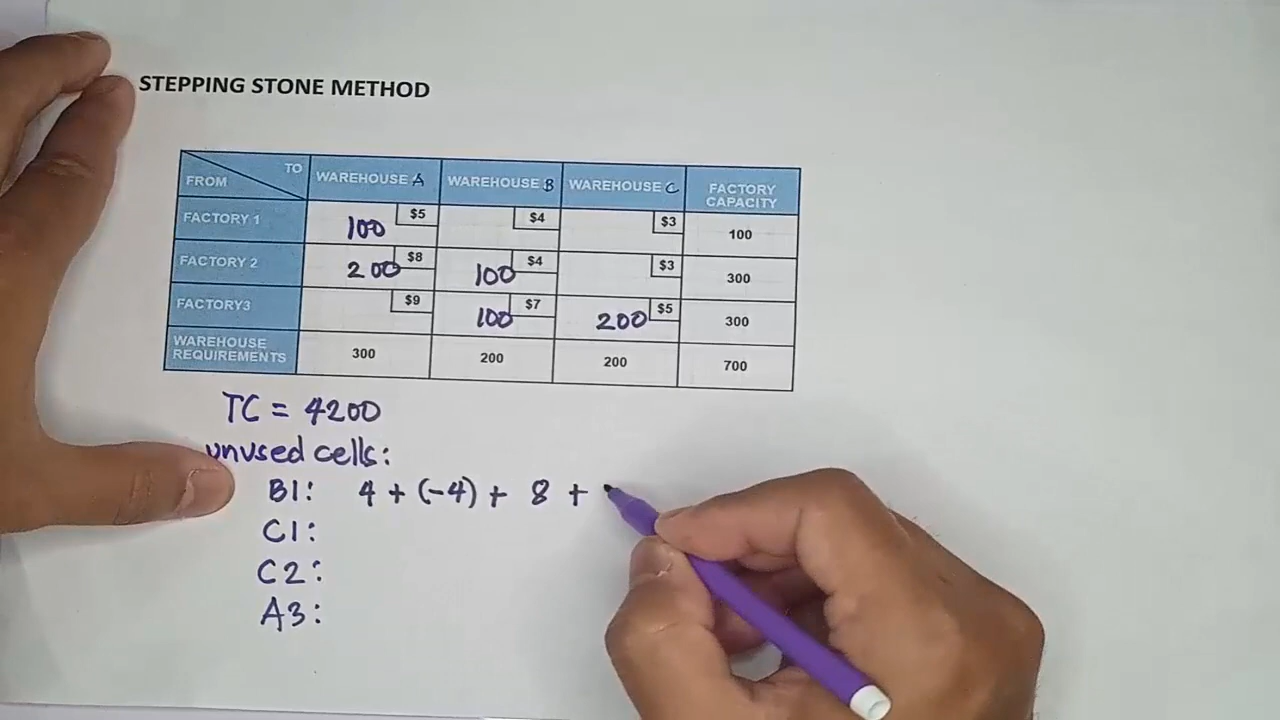 STEPPING STONE METHOD
FROM TO WAREHOUSE A WAREHOUSE B WAREHOUSE C FACTORY CAPACITY
FACTORY 1 100 $5 $4 $3 100
FACTORY 2 200 $8 100 $4 $3 300
FACTORY3 $9 100 $7 200 $5 300
WAREHOUSE REQUIREMENTS 300 200 200 700
TC = 4200
unused cells:
B1: 4 + (-4) + 8 +
C1:
C2:
A3: